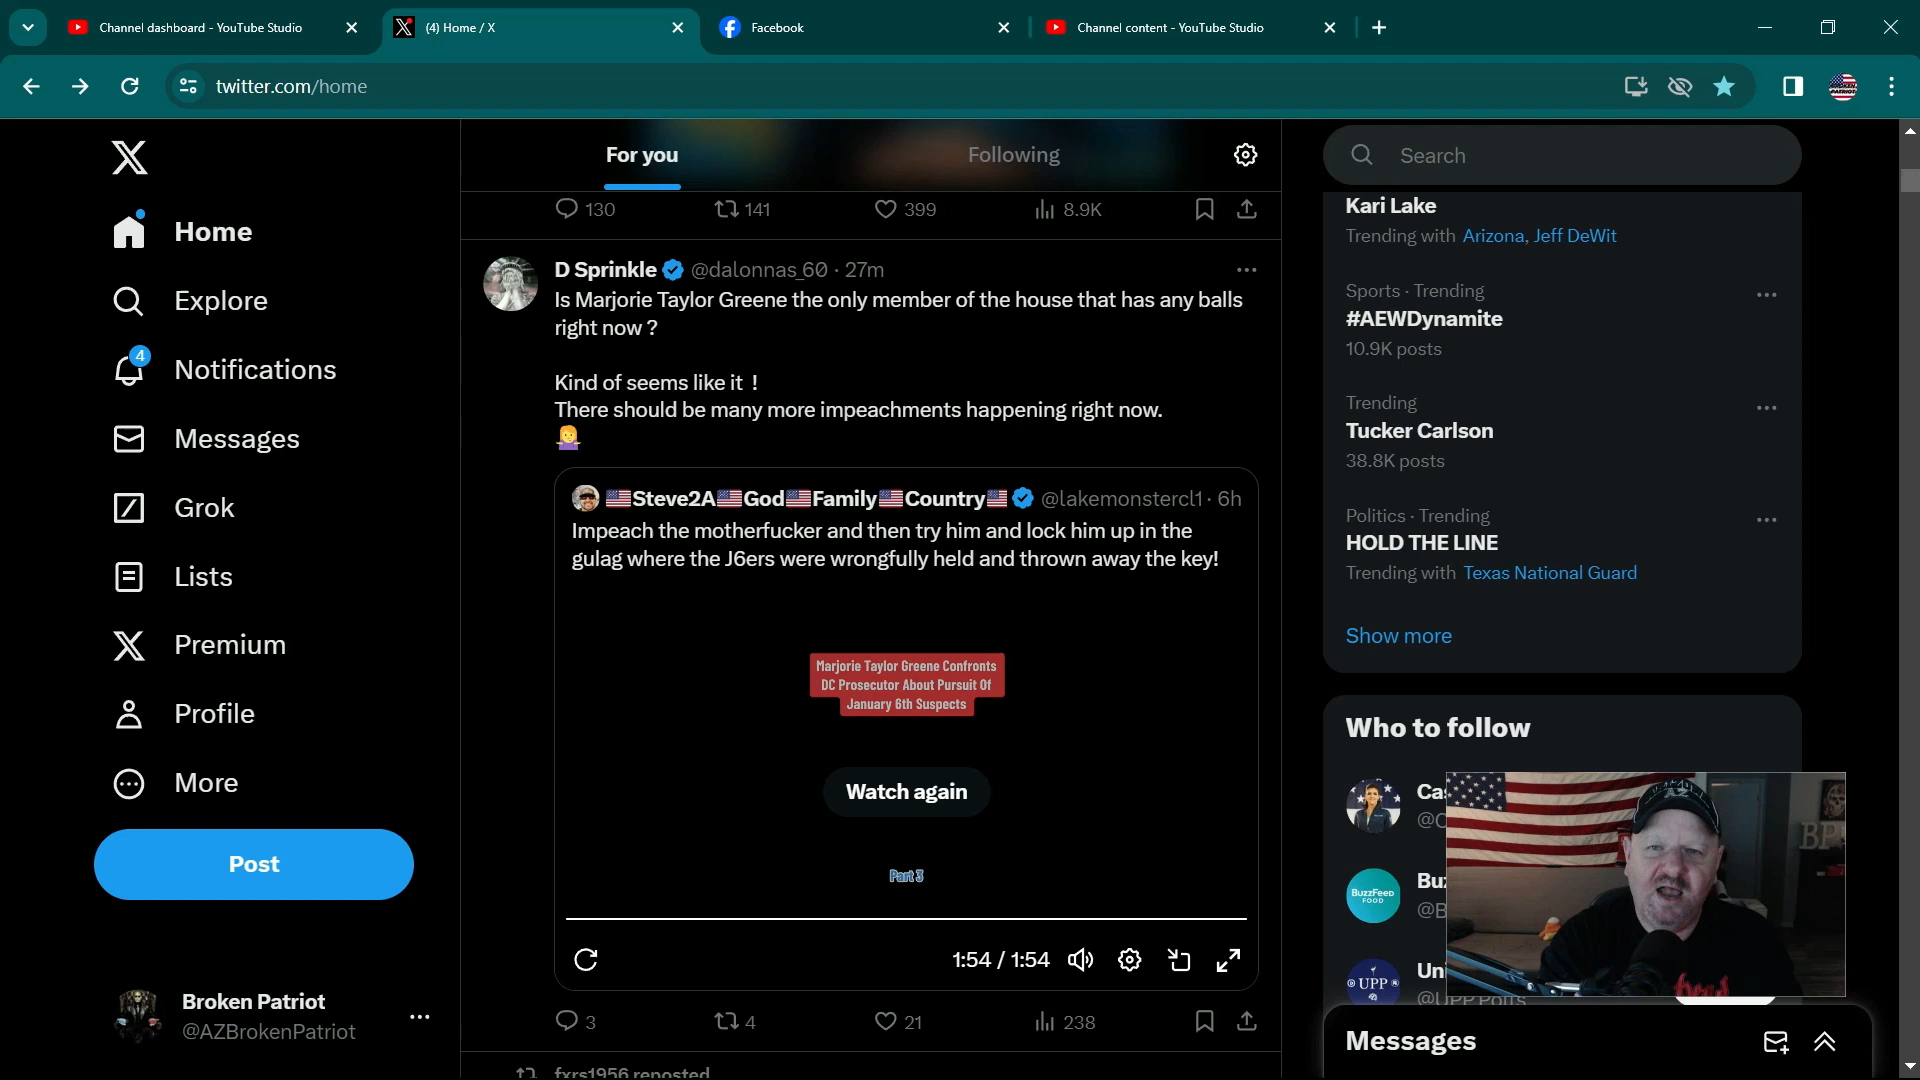 Channel dashboard - YouTube Studio
(4) Home / X
Facebook
Channel content - YouTube Studio
twitter.com/home
Home
Explore
4
Notifications
Messages
Grok
Lists
Premium
Profile
More
Post
Broken Patriot
@AZBrokenPatriot
For you
Following
130
141
399
8.9K
D Sprinkle @dalonnas_60 · 27m
Is Marjorie Taylor Greene the only member of the house that has any balls
right now ?
Kind of seems like it !
There should be many more impeachments happening right now.
🤷‍♀️
🇺🇸Steve2A🇺🇸God🇺🇸Family🇺🇸Country🇺🇸 @lakemonstercl1 · 6h
Impeach the motherfucker and then try him and lock him up in the
gulag where the J6ers were wrongfully held and thrown away the key!
Marjorie Taylor Greene Confronts
DC Prosecutor About Pursuit Of
January 6th Suspects
Watch again
Part 3
1:54 / 1:54
3
4
21
238
fxrs1956 reposted
Search
Kari Lake
Trending with Arizona, Jeff DeWit
Sports · Trending
#AEWDynamite
10.9K posts
Trending
Tucker Carlson
38.8K posts
Politics · Trending
HOLD THE LINE
Trending with Texas National Guard
Show more
Who to follow
Cas
@C
BuzzFeed
FOOD
Bu
@B
UPP
Un
@UPPPolls
AZ
BP
Messages